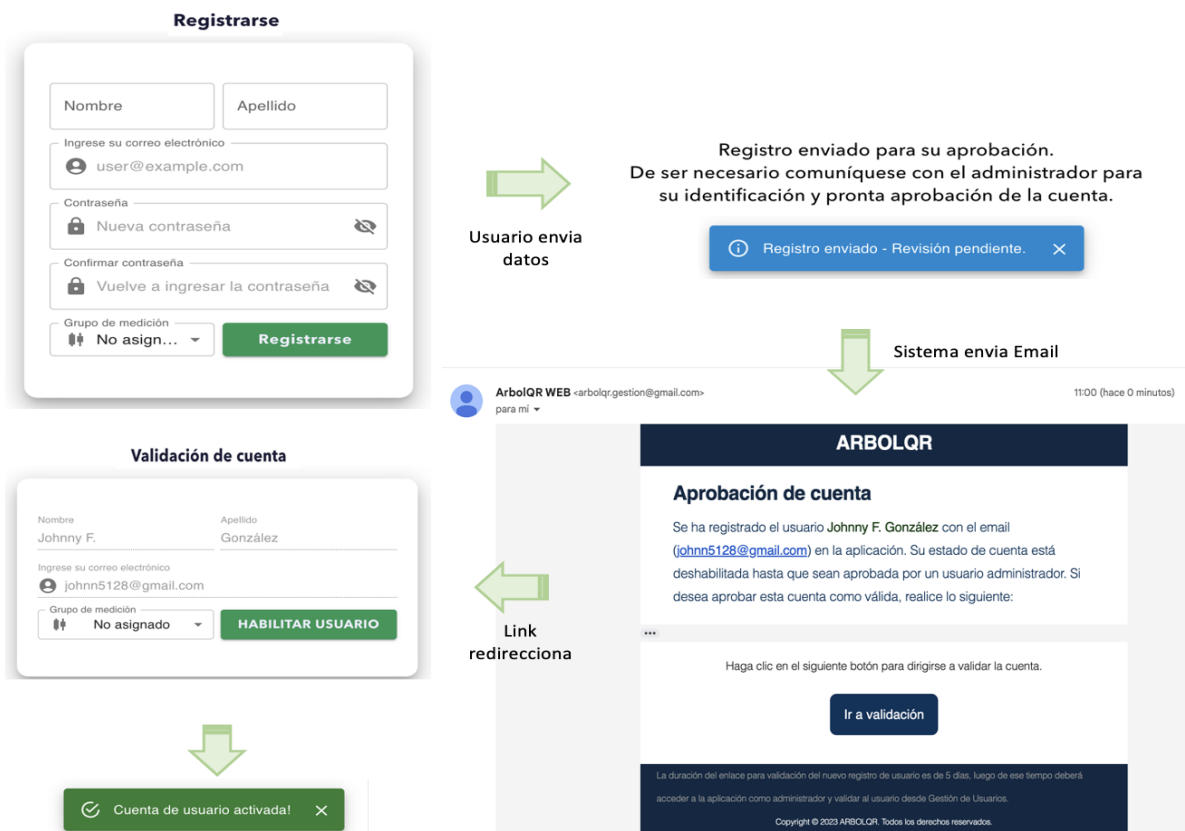 Registrarse
Nombre
Apellido
Ingrese su correo electrónico
user@example.com
Contraseña
Nueva contraseña
Confirmar contraseña
Vuelve a ingresar la contraseña
Grupo de medición
No asign...
Registrarse
Usuario envia
datos
Registro enviado para su aprobación.
De ser necesario comuníquese con el administrador para
su identificación y pronta aprobación de la cuenta.
Registro enviado - Revisión pendiente.
Sistema envia Email
ArbolQR WEB <arbolqr.gestion@gmail.com>
11:00 (hace 0 minutos)
para mí
ARBOLQR
Aprobación de cuenta
Se ha registrado el usuario Johnny F. González con el email
(johnn5128@gmail.com) en la aplicación. Su estado de cuenta está
deshabilitada hasta que sean aprobada por un usuario administrador. Si
desea aprobar esta cuenta como válida, realice lo siguiente:
Haga clic en el siguiente botón para dirigirse a validar la cuenta.
Ir a validación
La duración del enlace para validación del nuevo registro de usuario es de 5 días, luego de ese tiempo deberá
acceder a la aplicación como administrador y validar al usuario desde Gestión de Usuarios.
Copyright © 2023 ARBOLQR. Todos los derechos reservados.
Link
redirecciona
Validación de cuenta
Nombre
Johnny F.
Apellido
González
Ingrese su correo electrónico
johnn5128@gmail.com
Grupo de medición
No asignado
HABILITAR USUARIO
Cuenta de usuario activada!